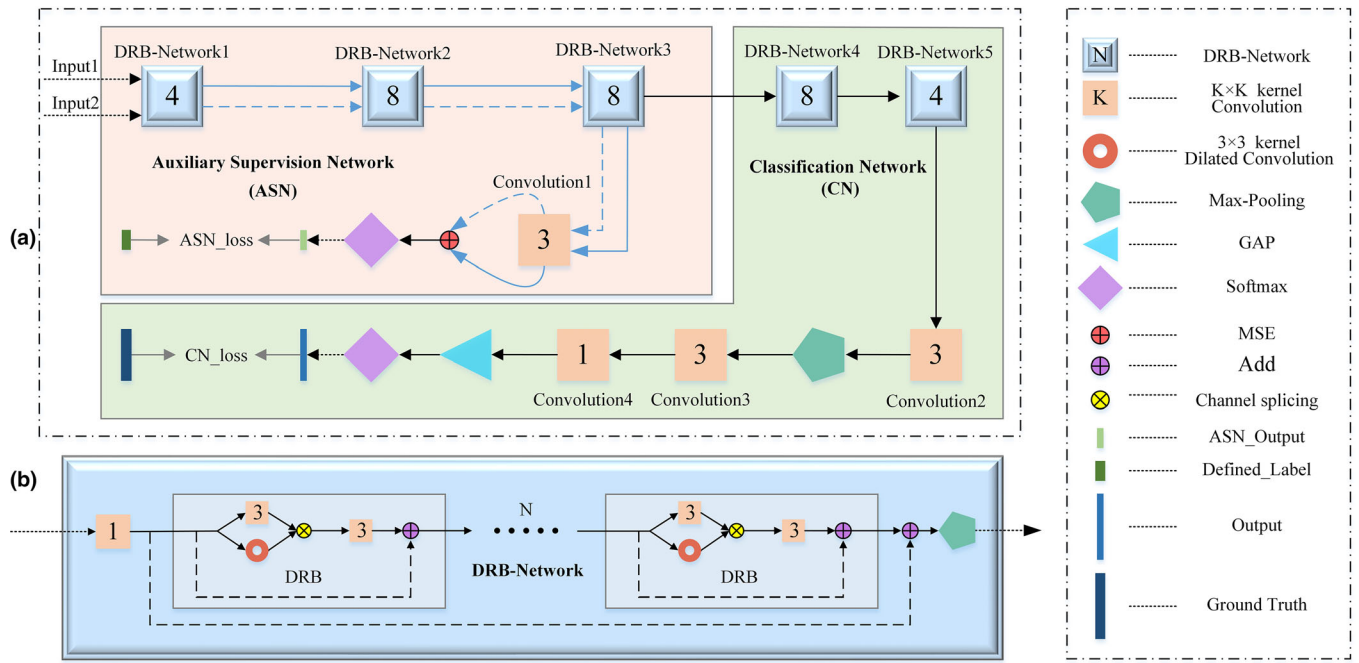 (a)
Input1
Input2
DRB-Network1
4
DRB-Network2
8
DRB-Network3
8
DRB-Network4
8
DRB-Network5
4
Auxiliary Supervision Network
(ASN)
Classification Network
(CN)
Convolution1
3
ASN_loss
CN_loss
1
Convolution4
3
Convolution3
3
Convolution2
(b)
1
3
3
DRB
N
DRB-Network
3
3
DRB
N
DRB-Network
K
K×K kernel
Convolution
3×3 kernel
Dilated Convolution
Max-Pooling
GAP
Softmax
MSE
Add
Channel splicing
ASN_Output
Defined_Label
Output
Ground Truth